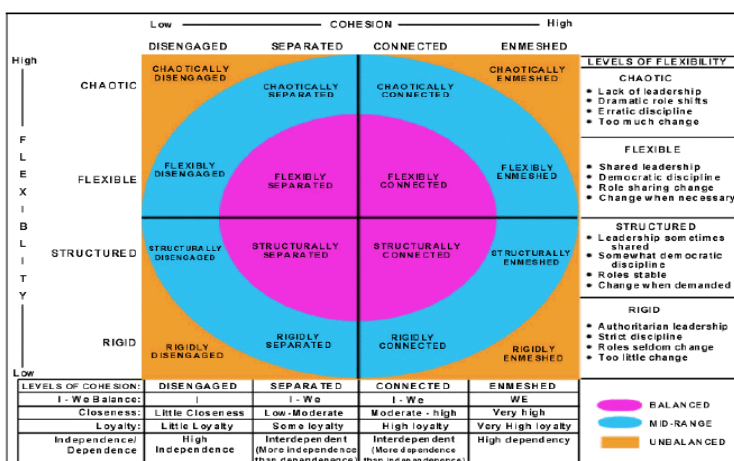 Low COHESION High
DISENGAGED SEPARATED CONNECTED ENMESHED
High
FLEXIBILITY
Low
CHAOTIC
FLEXIBLE
STRUCTURED
RIGID
CHAOTICALLY
DISENGAGED
CHAOTICALLY
SEPARATED
CHAOTICALLY
CONNECTED
CHAOTICALLY
ENMESHED
FLEXIBLY
DISENGAGED
FLEXIBLY
SEPARATED
FLEXIBLY
CONNECTED
FLEXIBLY
ENMESHED
STRUCTURALLY
DISENGAGED
STRUCTURALLY
SEPARATED
STRUCTURALLY
CONNECTED
STRUCTURALLY
ENMESHED
RIGIDLY
DISENGAGED
RIGIDLY
SEPARATED
RIGIDLY
CONNECTED
RIGIDLY
ENMESHED
LEVELS OF FLEXIBILITY
CHAOTIC
• Lack of leadership
• Dramatic role shifts
• Erratic discipline
• Too much change
FLEXIBLE
• Shared leadership
• Democratic discipline
• Role sharing change
• Change when necessary
STRUCTURED
• Leadership sometimes
shared
• Somewhat democratic
discipline
• Roles stable
• Change when demanded
RIGID
• Authoritarian leadership
• Strict discipline
• Roles seldom change
• Too little change
LEVELS OF COHESION: DISENGAGED SEPARATED CONNECTED ENMESHED
I - We Balance: I I - We I - We WE
Closeness: Little Closeness Low-Moderate Moderate - high Very high
Loyalty: Little Loyalty Some loyalty High loyalty Very High loyalty
Independence/ High Interdependent Interdependent High dependency
Dependence Independence (More independence (More dependence
than dependenence) than independence)
BALANCED
MID-RANGE
UNBALANCED